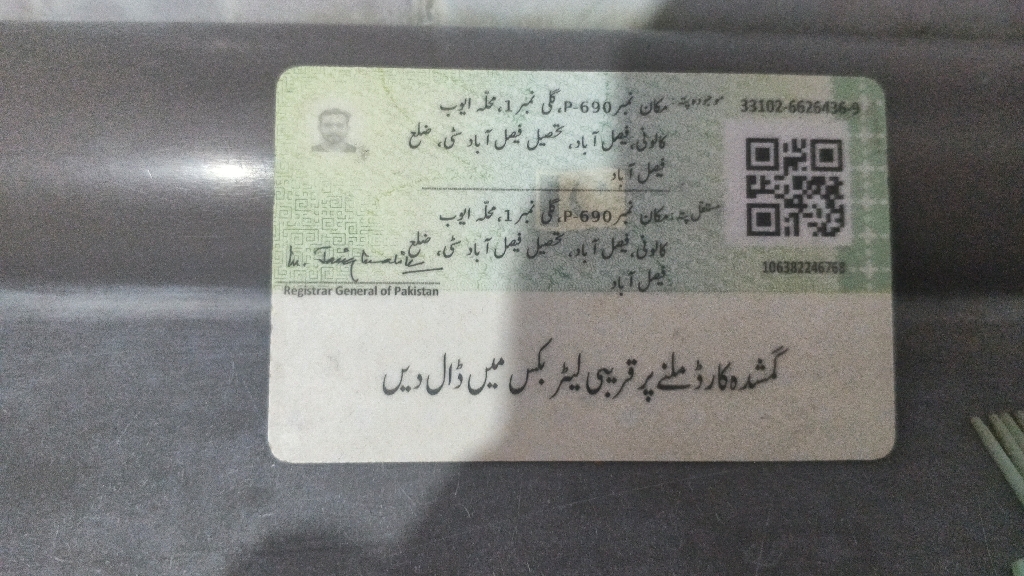 33102-6626436-9
موجودہ پتہ: مکان نمبر P-690، گلی نمبر 1، محلہ ایوب
کالونی، فیصل آباد، تحصیل فیصل آباد سٹی، ضلع
فیصل آباد
مستقل پتہ: مکان نمبر P-690، گلی نمبر 1، محلہ ایوب
کالونی، فیصل آباد، تحصیل فیصل آباد سٹی، ضلع
فیصل آباد
106382246768
Registrar General of Pakistan
گمشدہ کارڈ ملنے پر قریبی لیٹر بکس میں ڈال دیں